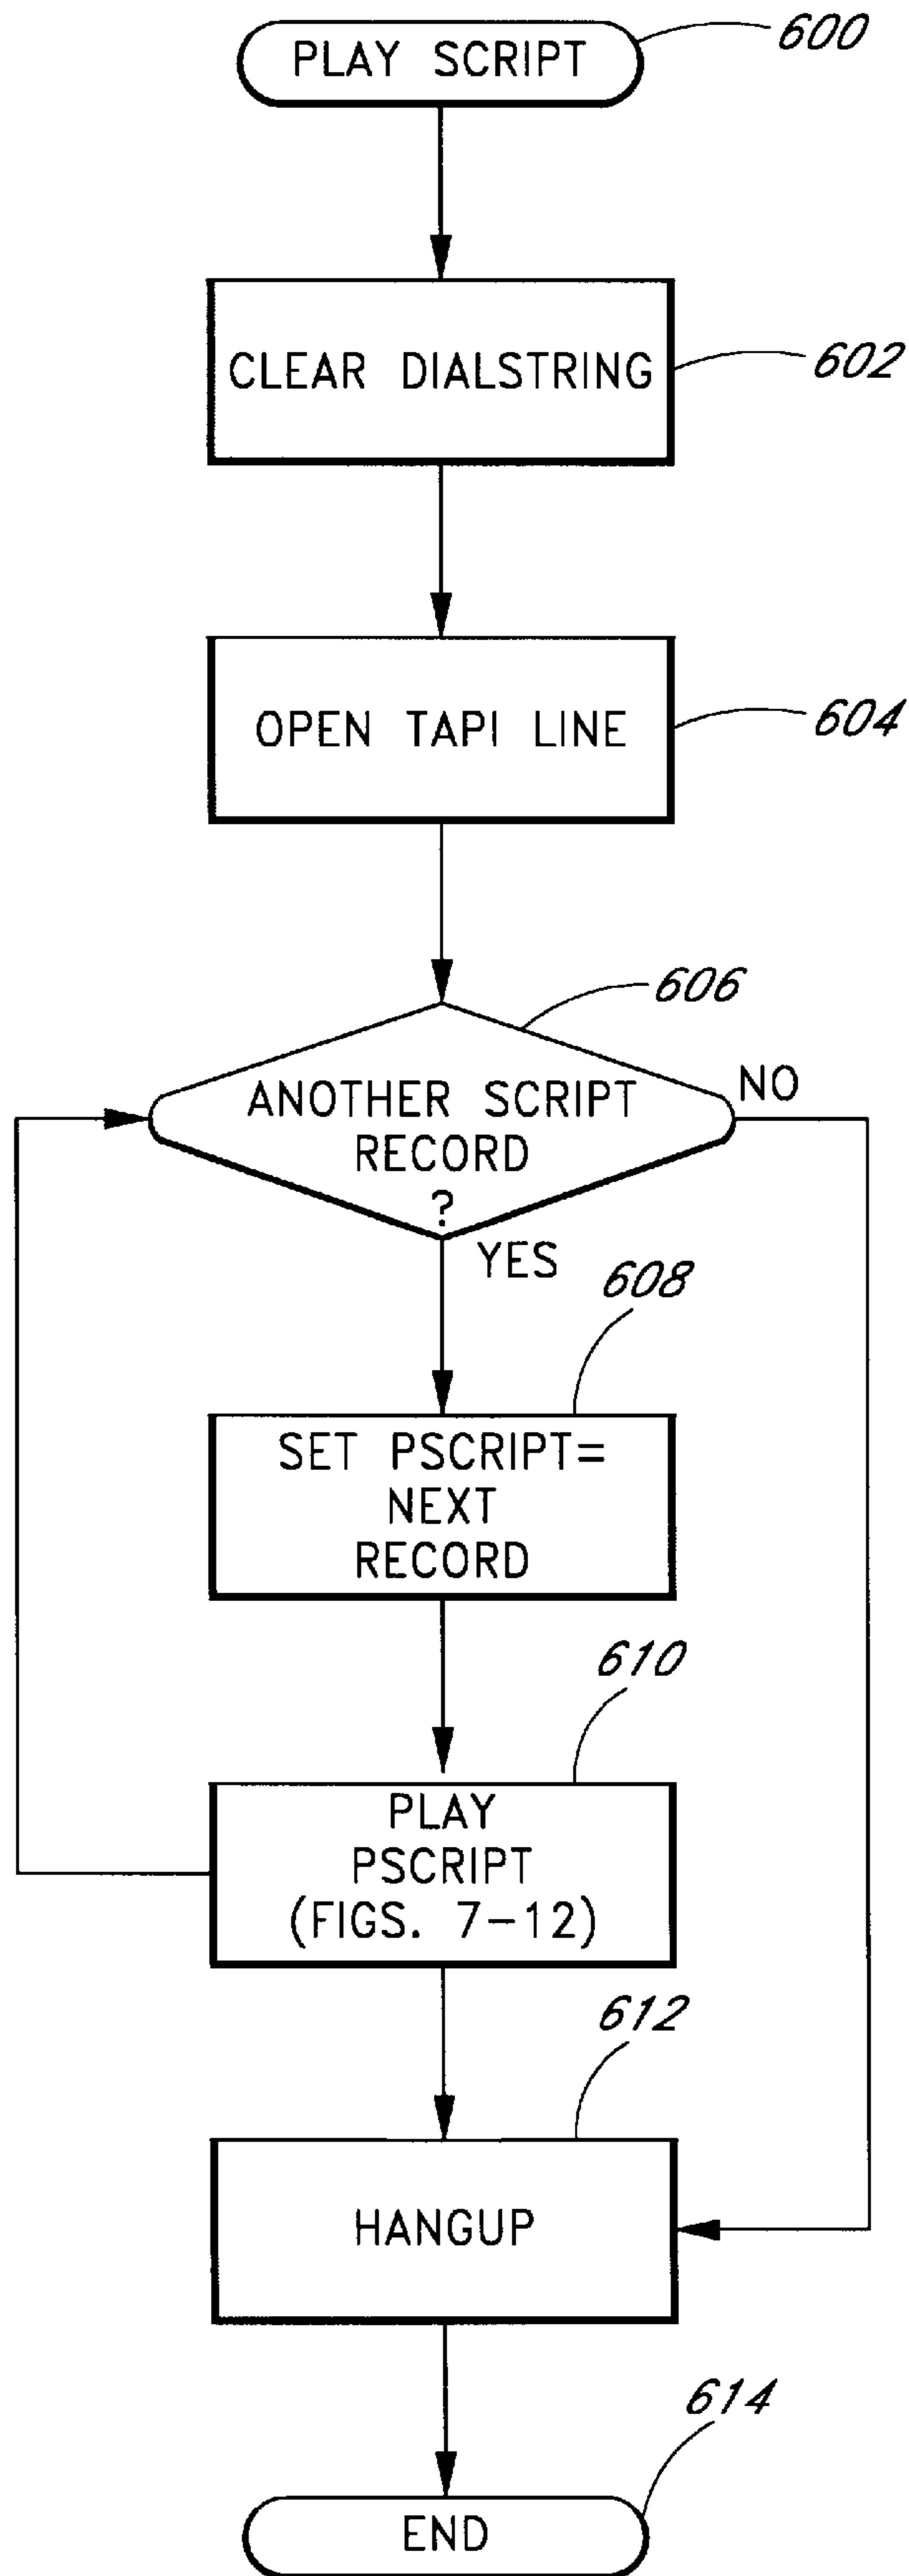 PLAY SCRIPT
600
CLEAR DIALSTRING
602
OPEN TAPI LINE
604
606
ANOTHER SCRIPT
RECORD
?
NO
YES
608
SET PSCRIPT=
NEXT
RECORD
610
PLAY
PSCRIPT
(FIGS. 7-12)
612
HANGUP
614
END